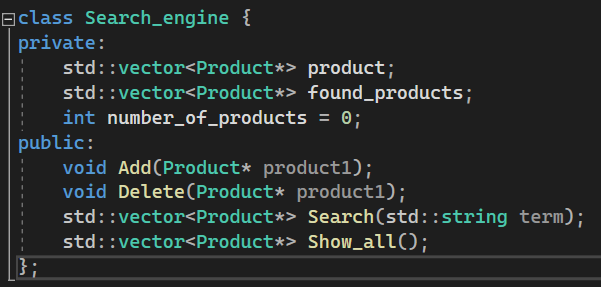 class Search_engine {
private:
    std::vector<Product*> product;
    std::vector<Product*> found_products;
    int number_of_products = 0;
public:
    void Add(Product* product1);
    void Delete(Product* product1);
    std::vector<Product*> Search(std::string term);
    std::vector<Product*> Show_all();
};